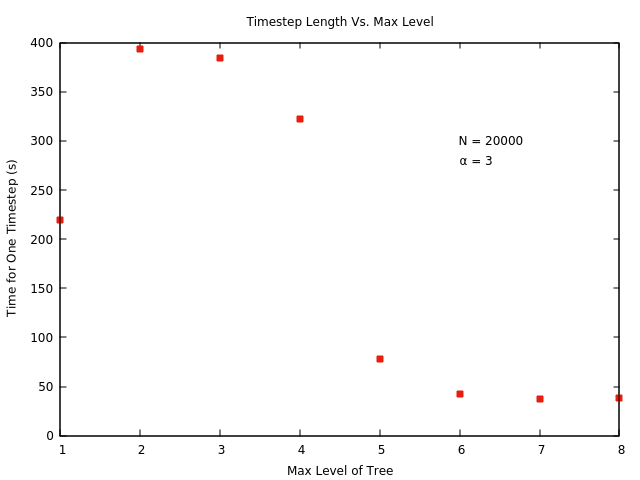 Timestep Length Vs. Max Level
400
350
300
250
200
150
100
50
0
Time for One Timestep (s)
N = 20000
α = 3
1 2 3 4 5 6 7 8
Max Level of Tree